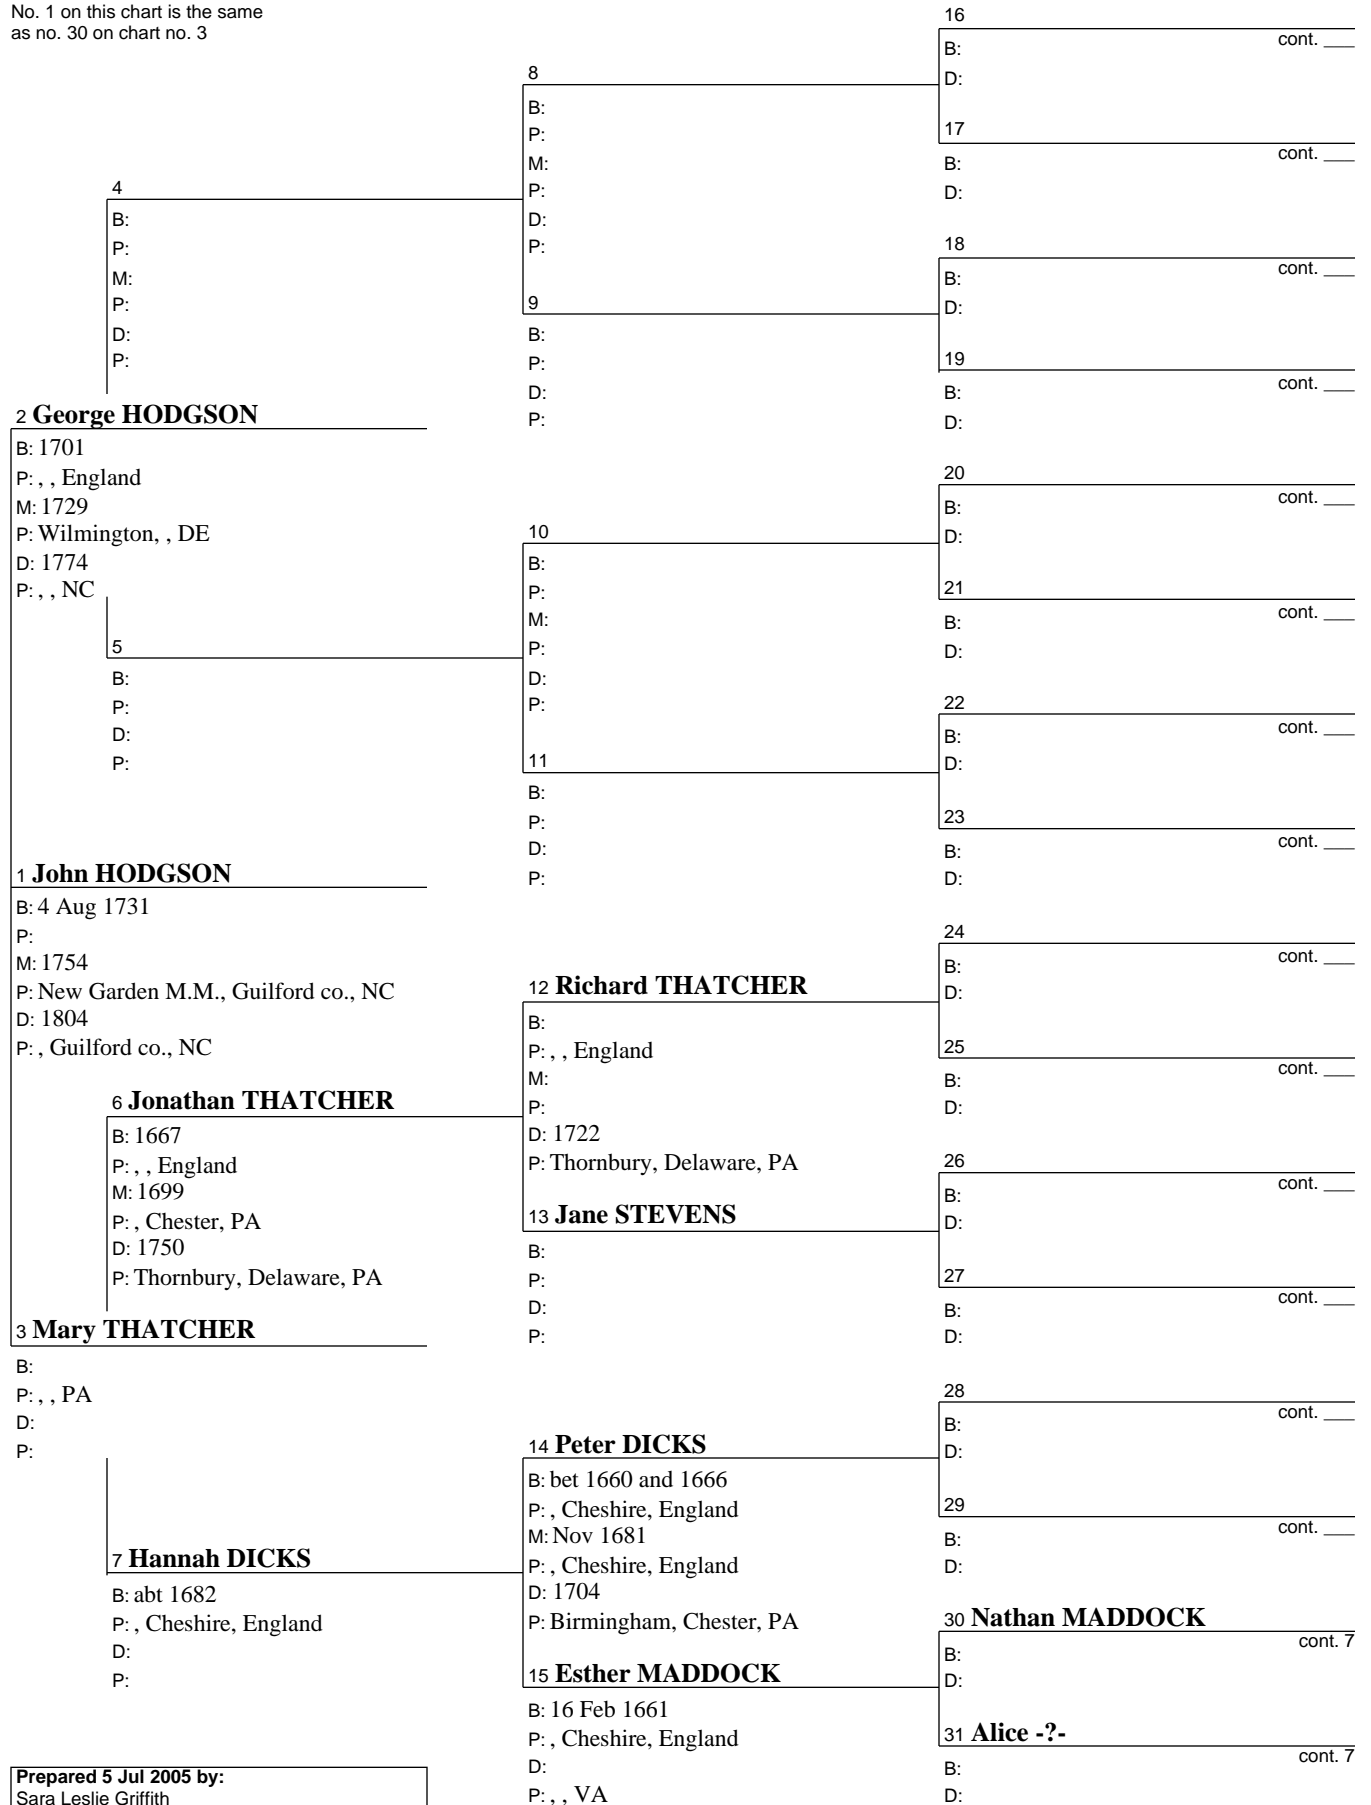 No. 1 on this chart is the same
as no. 30 on chart no. 3
2 George HODGSON
B: 1701
P: , , England
M: 1729
P: Wilmington, , DE
D: 1774
P: , , NC
1 John HODGSON
B: 4 Aug 1731
P:
M: 1754
P: New Garden M.M., Guilford co., NC
D: 1804
P: , Guilford co., NC
3 Mary THATCHER
B:
P: , , PA
D:
P:
Prepared 5 Jul 2005 by:
Sara Leslie Griffith
4
B:
P:
M:
P:
D:
P:
5
B:
P:
D:
P:
6 Jonathan THATCHER
B: 1667
P: , , England
M: 1699
P: , Chester, PA
D: 1750
P: Thornbury, Delaware, PA
7 Hannah DICKS
B: abt 1682
P: , Cheshire, England
D:
P:
8
B:
P:
M:
P:
D:
P:
9
B:
P:
D:
P:
10
B:
P:
M:
P:
D:
P:
11
B:
P:
D:
P:
12 Richard THATCHER
B:
P: , , England
M:
P:
D: 1722
P: Thornbury, Delaware, PA
13 Jane STEVENS
B:
P:
D:
P:
14 Peter DICKS
B: bet 1660 and 1666
P: , Cheshire, England
M: Nov 1681
P: , Cheshire, England
D: 1704
P: Birmingham, Chester, PA
15 Esther MADDOCK
B: 16 Feb 1661
P: , Cheshire, England
D:
P: , , VA
16
cont. ___
B:
D:
17
cont. ___
B:
D:
18
cont. ___
B:
D:
19
cont. ___
B:
D:
20
cont. ___
B:
D:
21
cont. ___
B:
D:
22
cont. ___
B:
D:
23
cont. ___
B:
D:
24
cont. ___
B:
D:
25
cont. ___
B:
D:
26
cont. ___
B:
D:
27
cont. ___
B:
D:
28
cont. ___
B:
D:
29
cont. ___
B:
D:
30 Nathan MADDOCK
cont. 7
B:
D:
31 Alice -?-
cont. 7
B:
D: